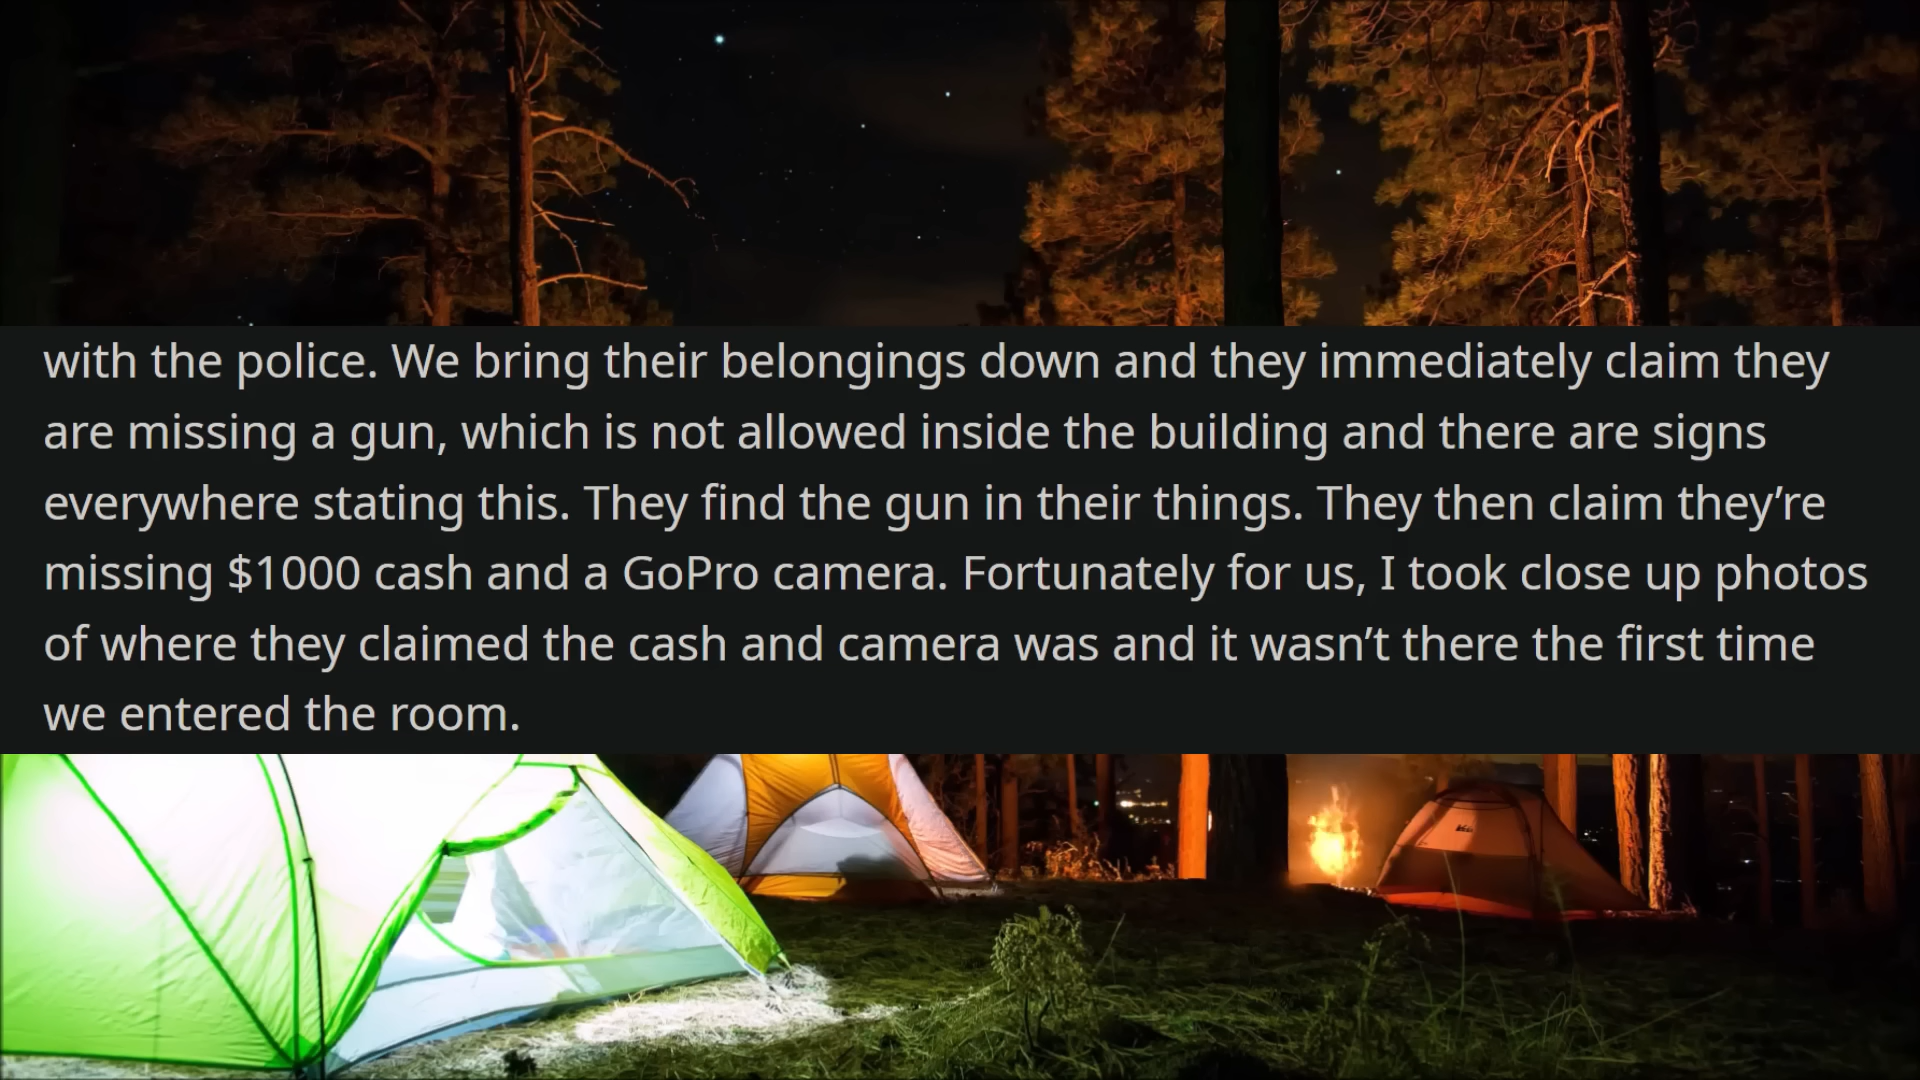 with the police. We bring their belongings down and they immediately claim they
are missing a gun, which is not allowed inside the building and there are signs
everywhere stating this. They find the gun in their things. They then claim they’re
missing $1000 cash and a GoPro camera. Fortunately for us, I took close up photos
of where they claimed the cash and camera was and it wasn’t there the first time
we entered the room.